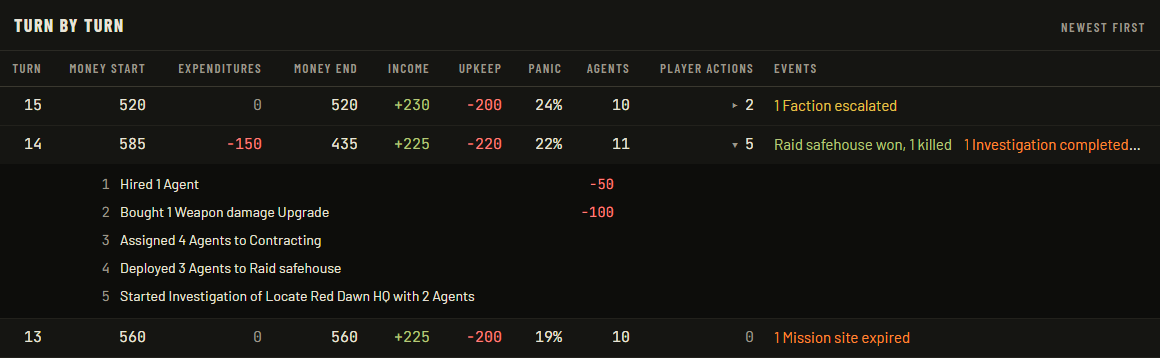 TURN BY TURN NEWEST FIRST
TURN MONEY START EXPENDITURES MONEY END INCOME UPKEEP PANIC AGENTS PLAYER ACTIONS EVENTS
15 520 0 520 +230 -200 24% 10 ▸ 2 1 Faction escalated
14 585 -150 435 +225 -220 22% 11 ▾ 5 Raid safehouse won, 1 killed 1 Investigation completed...
1 Hired 1 Agent -50
2 Bought 1 Weapon damage Upgrade -100
3 Assigned 4 Agents to Contracting
4 Deployed 3 Agents to Raid safehouse
5 Started Investigation of Locate Red Dawn HQ with 2 Agents
13 560 0 560 +225 -200 19% 10 0 1 Mission site expired